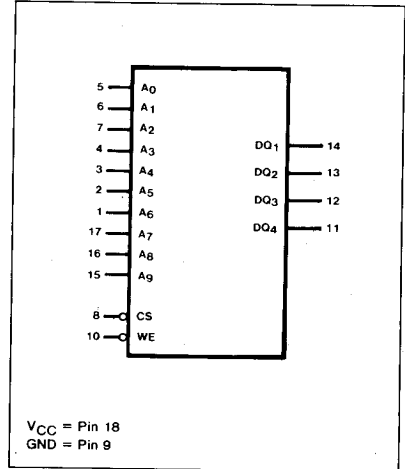 5 A0
6 A1
7 A2
4 A3
3 A4
2 A5
1 A6
17 A7
16 A8
15 A9
8 CS
10 WE
DQ1 14
DQ2 13
DQ3 12
DQ4 11
VCC = Pin 18
GND = Pin 9